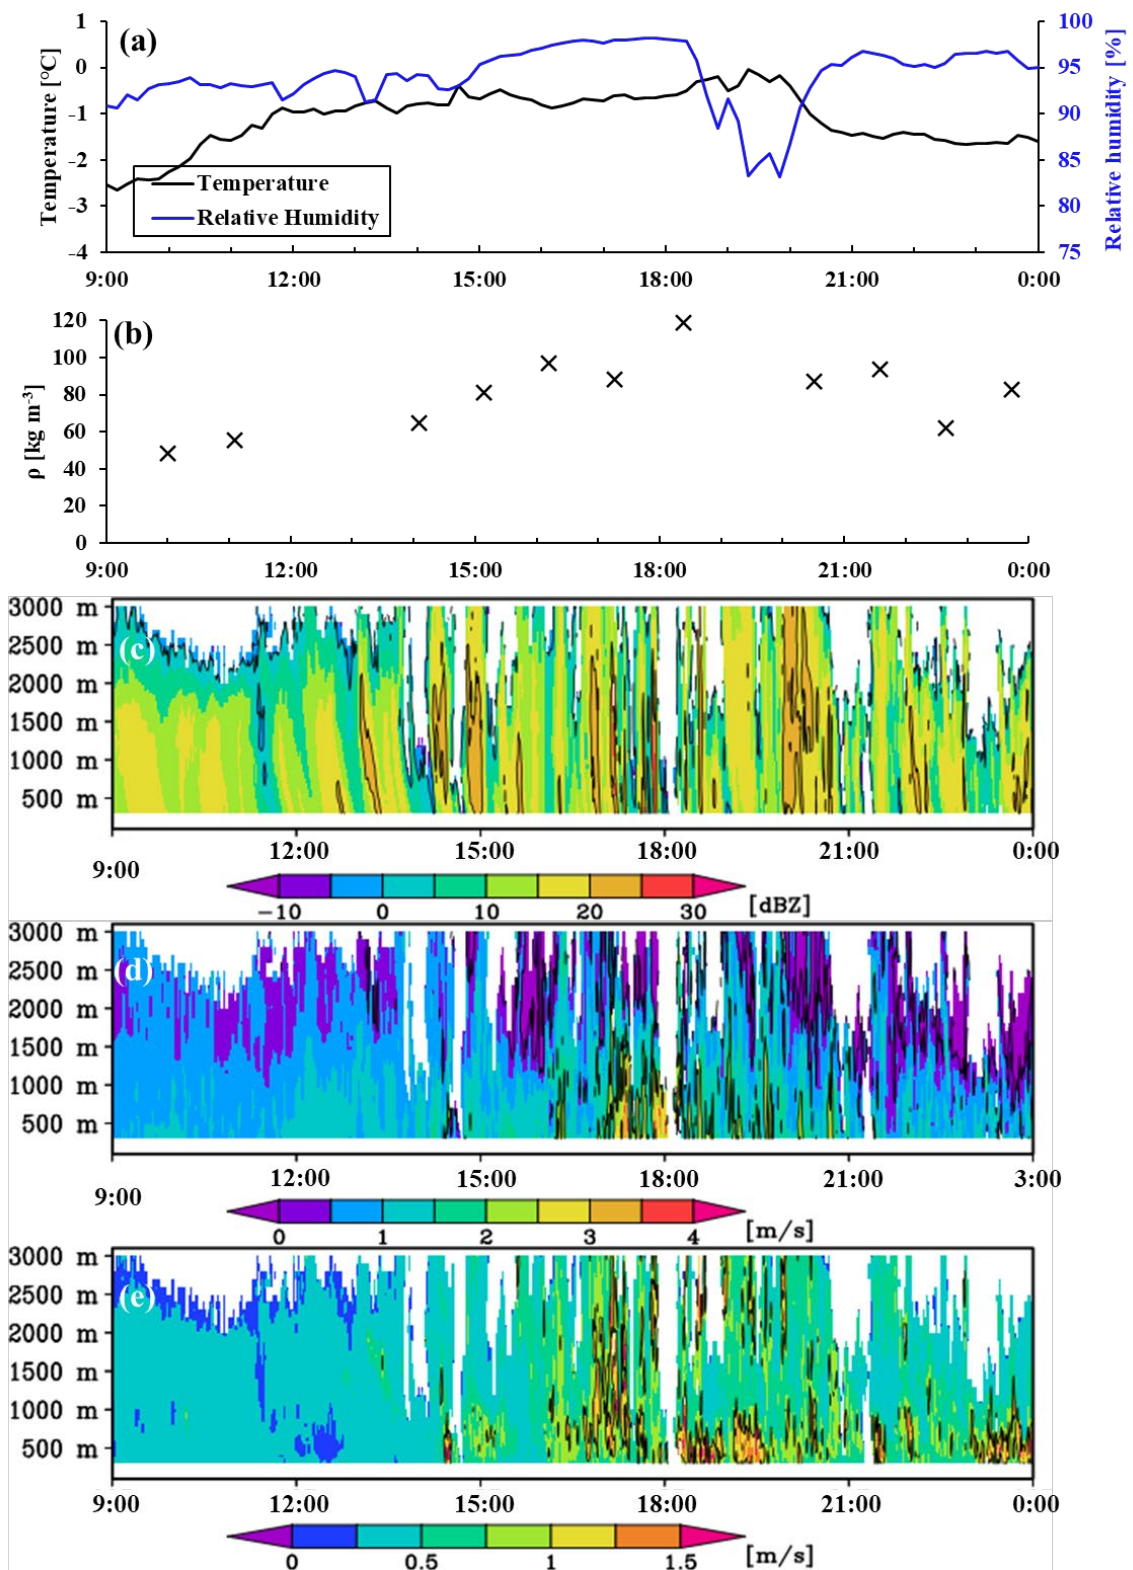 (a)
Temperature [°C]
1
0
-1
-2
-3
-4
Temperature
Relative Humidity
100
95
90
85
80
75
Relative humidity [%]
9:00 12:00 15:00 18:00 21:00 0:00
(b)
ρ [kg m-3]
120
100
80
60
40
20
0
9:00 12:00 15:00 18:00 21:00 0:00
(c)
3000 m
2500 m
2000 m
1500 m
1000 m
500 m
9:00 12:00 15:00 18:00 21:00 0:00
−10 0 10 20 30 [dBZ]
(d)
3000 m
2500 m
2000 m
1500 m
1000 m
500 m
9:00 12:00 15:00 18:00 21:00 3:00
0 1 2 3 4 [m/s]
(e)
3000 m
2500 m
2000 m
1500 m
1000 m
500 m
9:00 12:00 15:00 18:00 21:00 0:00
0 0.5 1 1.5 [m/s]